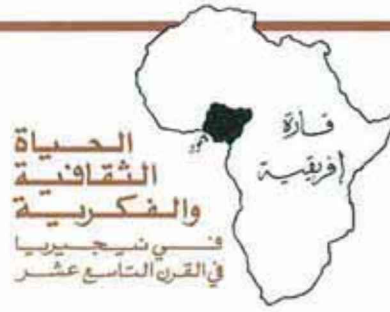 الحياة
الثقافية
والفكرية
في نيجيريا
في القرن التاسع عشر
قارة
إفريقية